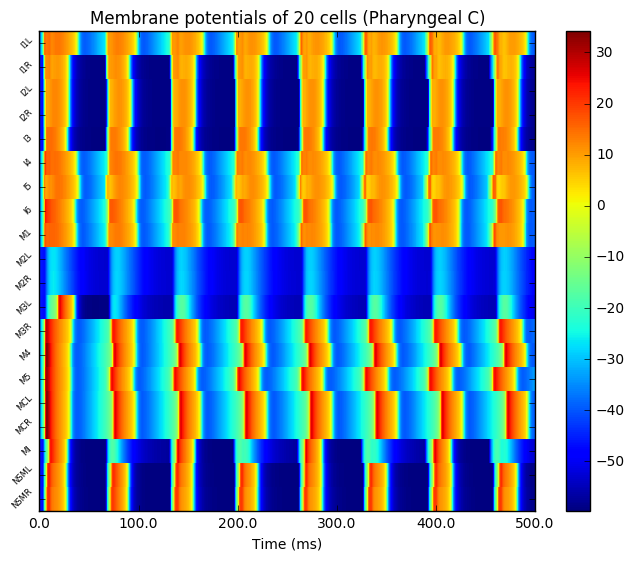 Membrane potentials of 20 cells (Pharyngeal C)
I1L
I1R
I2L
I2R
I3
I4
I5
I6
M1
M2L
M2R
M3L
M3R
M4
M5
MCL
MCR
MI
NSML
NSMR
0.0 100.0 200.0 300.0 400.0 500.0
Time (ms)
30
20
10
0
−10
−20
−30
−40
−50